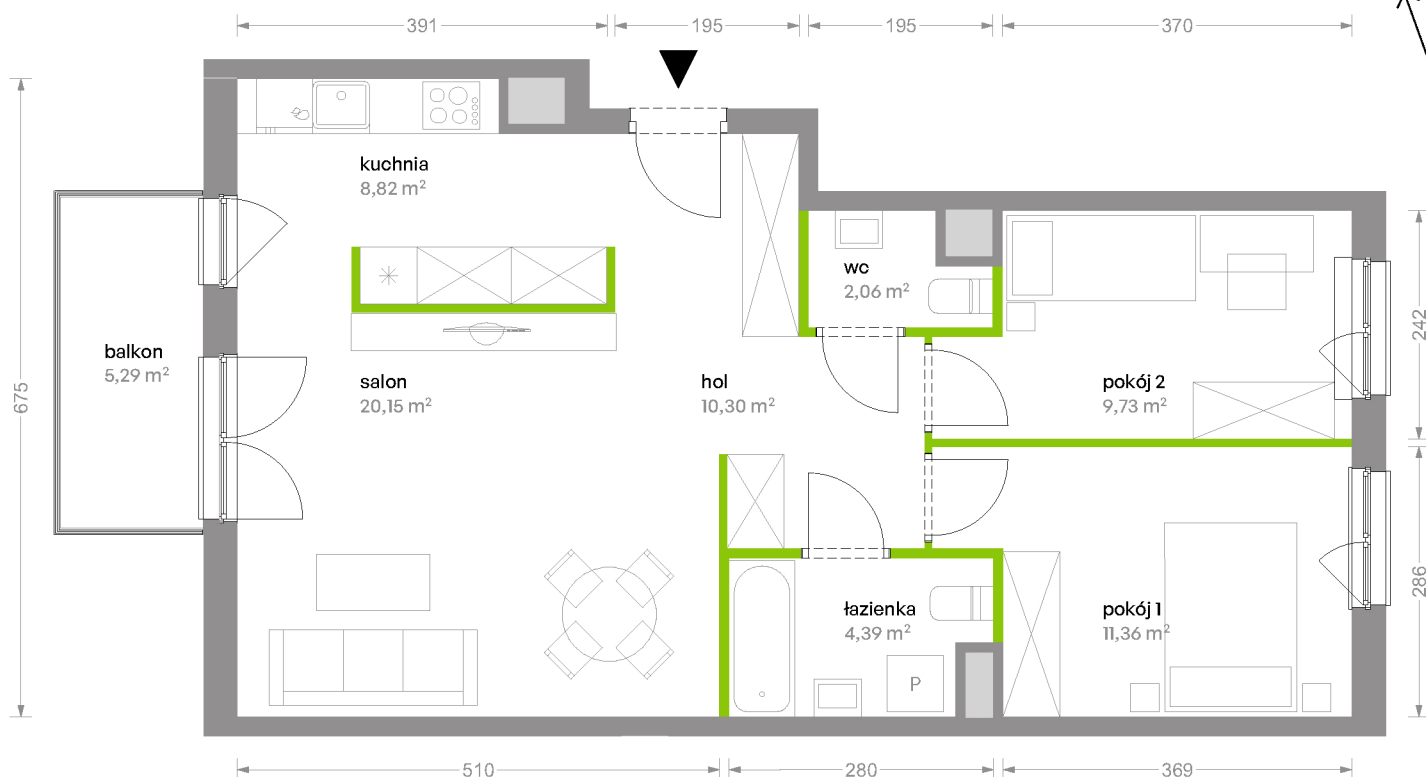 391
195
195
370
kuchnia
8,82 m²
wc
2,06 m²
balkon
5,29 m²
salon
20,15 m²
hol
10,30 m²
pokój 2
9,73 m²
242
675
łazienka
4,39 m²
pokój 1
11,36 m²
286
P
510
280
369